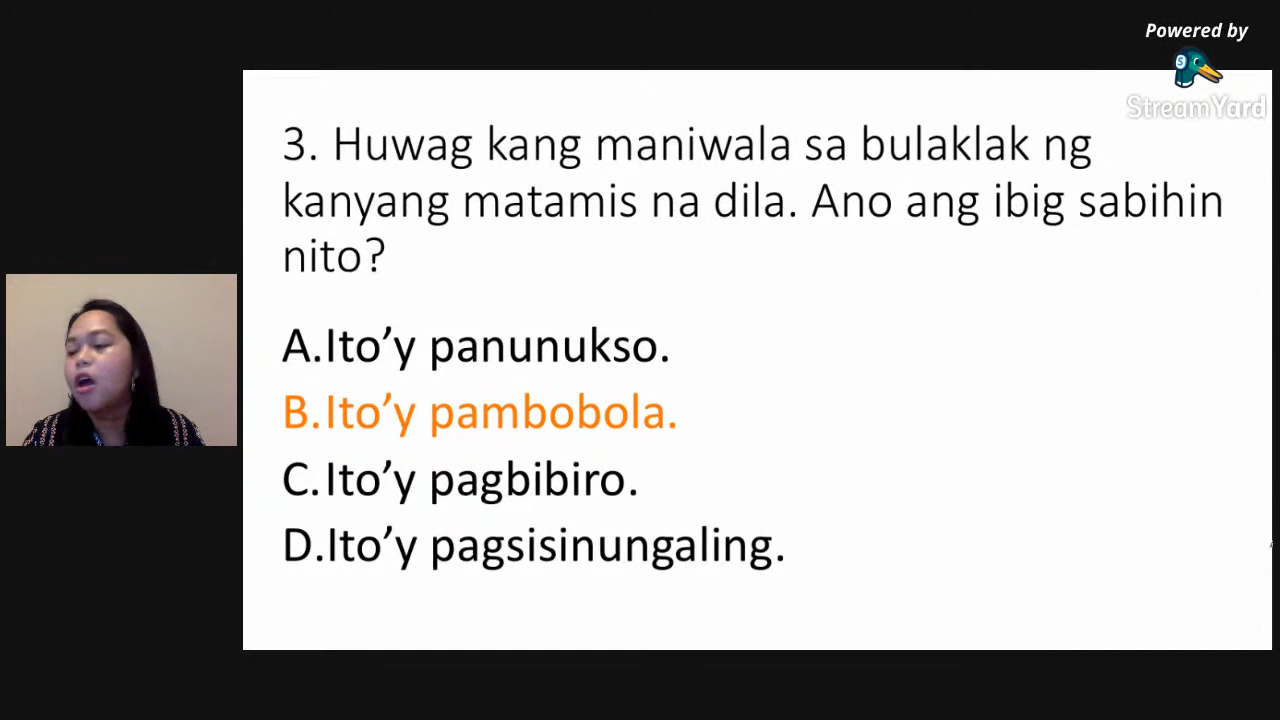 Powered by
StreamYard
3. Huwag kang maniwala sa bulaklak ng
kanyang matamis na dila. Ano ang ibig sabihin
nito?
A.Ito’y panunukso.
B.Ito’y pambobola.
C.Ito’y pagbibiro.
D.Ito’y pagsisinungaling.